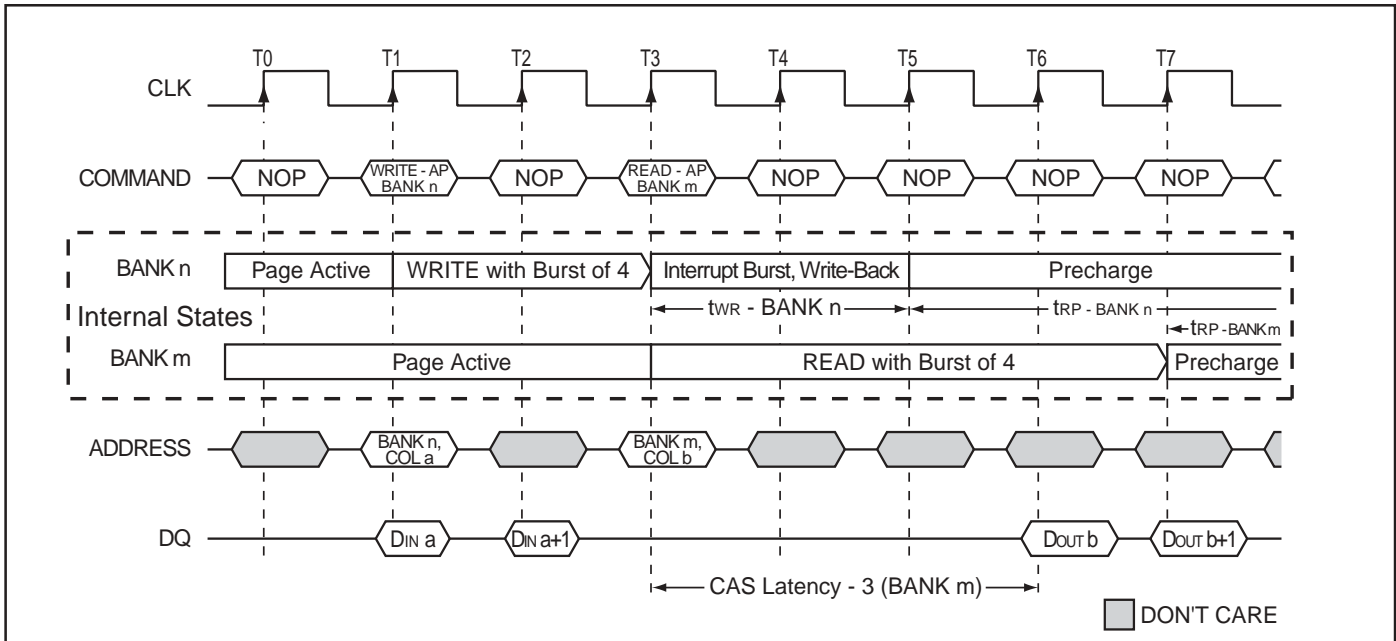 T0 T1 T2 T3 T4 T5 T6 T7
CLK
COMMAND NOP WRITE - AP BANK n NOP READ - AP BANK m NOP NOP NOP NOP
BANK n Page Active WRITE with Burst of 4 Interrupt Burst, Write-Back Precharge
tWR - BANK n tRP - BANK n
Internal States
tRP - BANK m
BANK m Page Active READ with Burst of 4 Precharge
ADDRESS BANK n, COL a BANK m, COL b
DQ DIN a DIN a+1 DOUT b DOUT b+1
CAS Latency - 3 (BANK m)
DON'T CARE